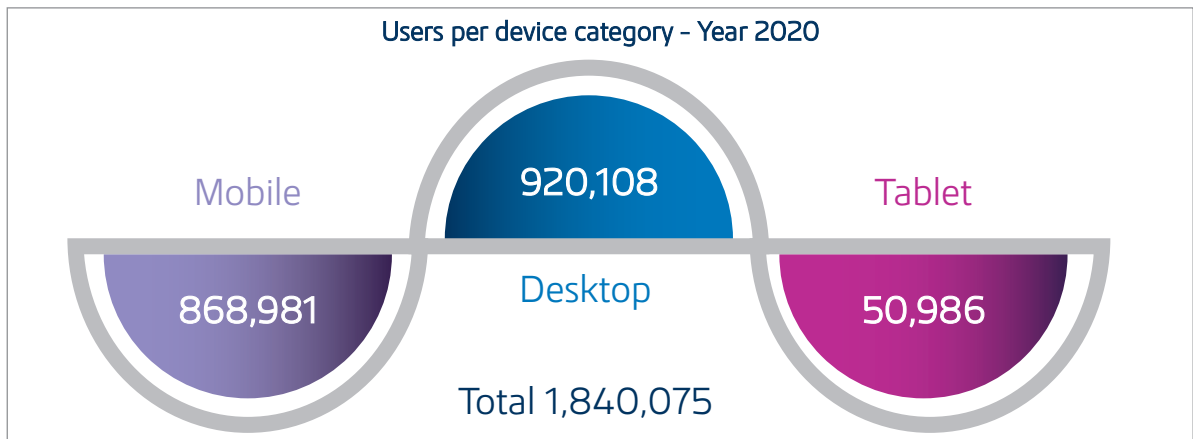 Users per device category - Year 2020
Mobile
920,108
Tablet
868,981
Desktop
50,986
Total 1,840,075